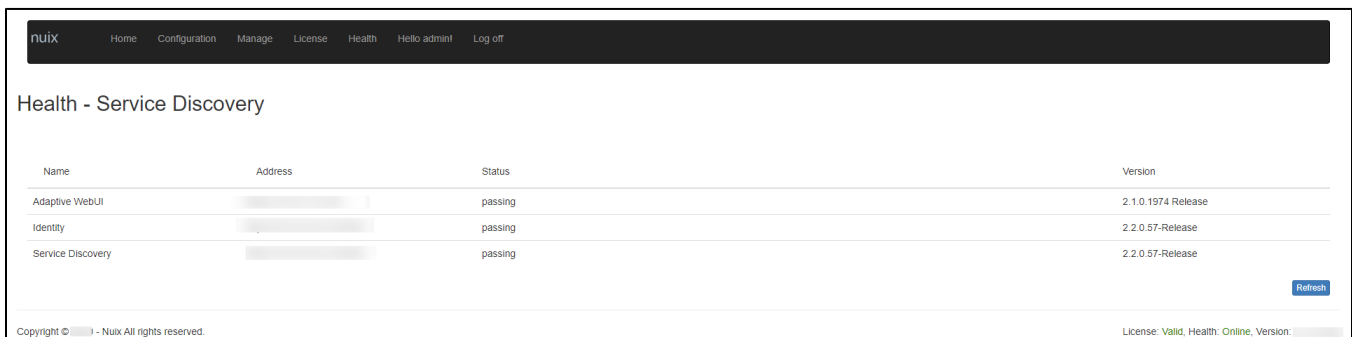 nuix Home Configuration Manage License Health Hello admin! Log off
Health - Service Discovery
Name Address Status Version
Adaptive WebUI passing 2.1.0.1974 Release
Identity passing 2.2.0.57-Release
Service Discovery passing 2.2.0.57-Release
Refresh
Copyright © - Nuix All rights reserved. License: Valid, Health: Online, Version: